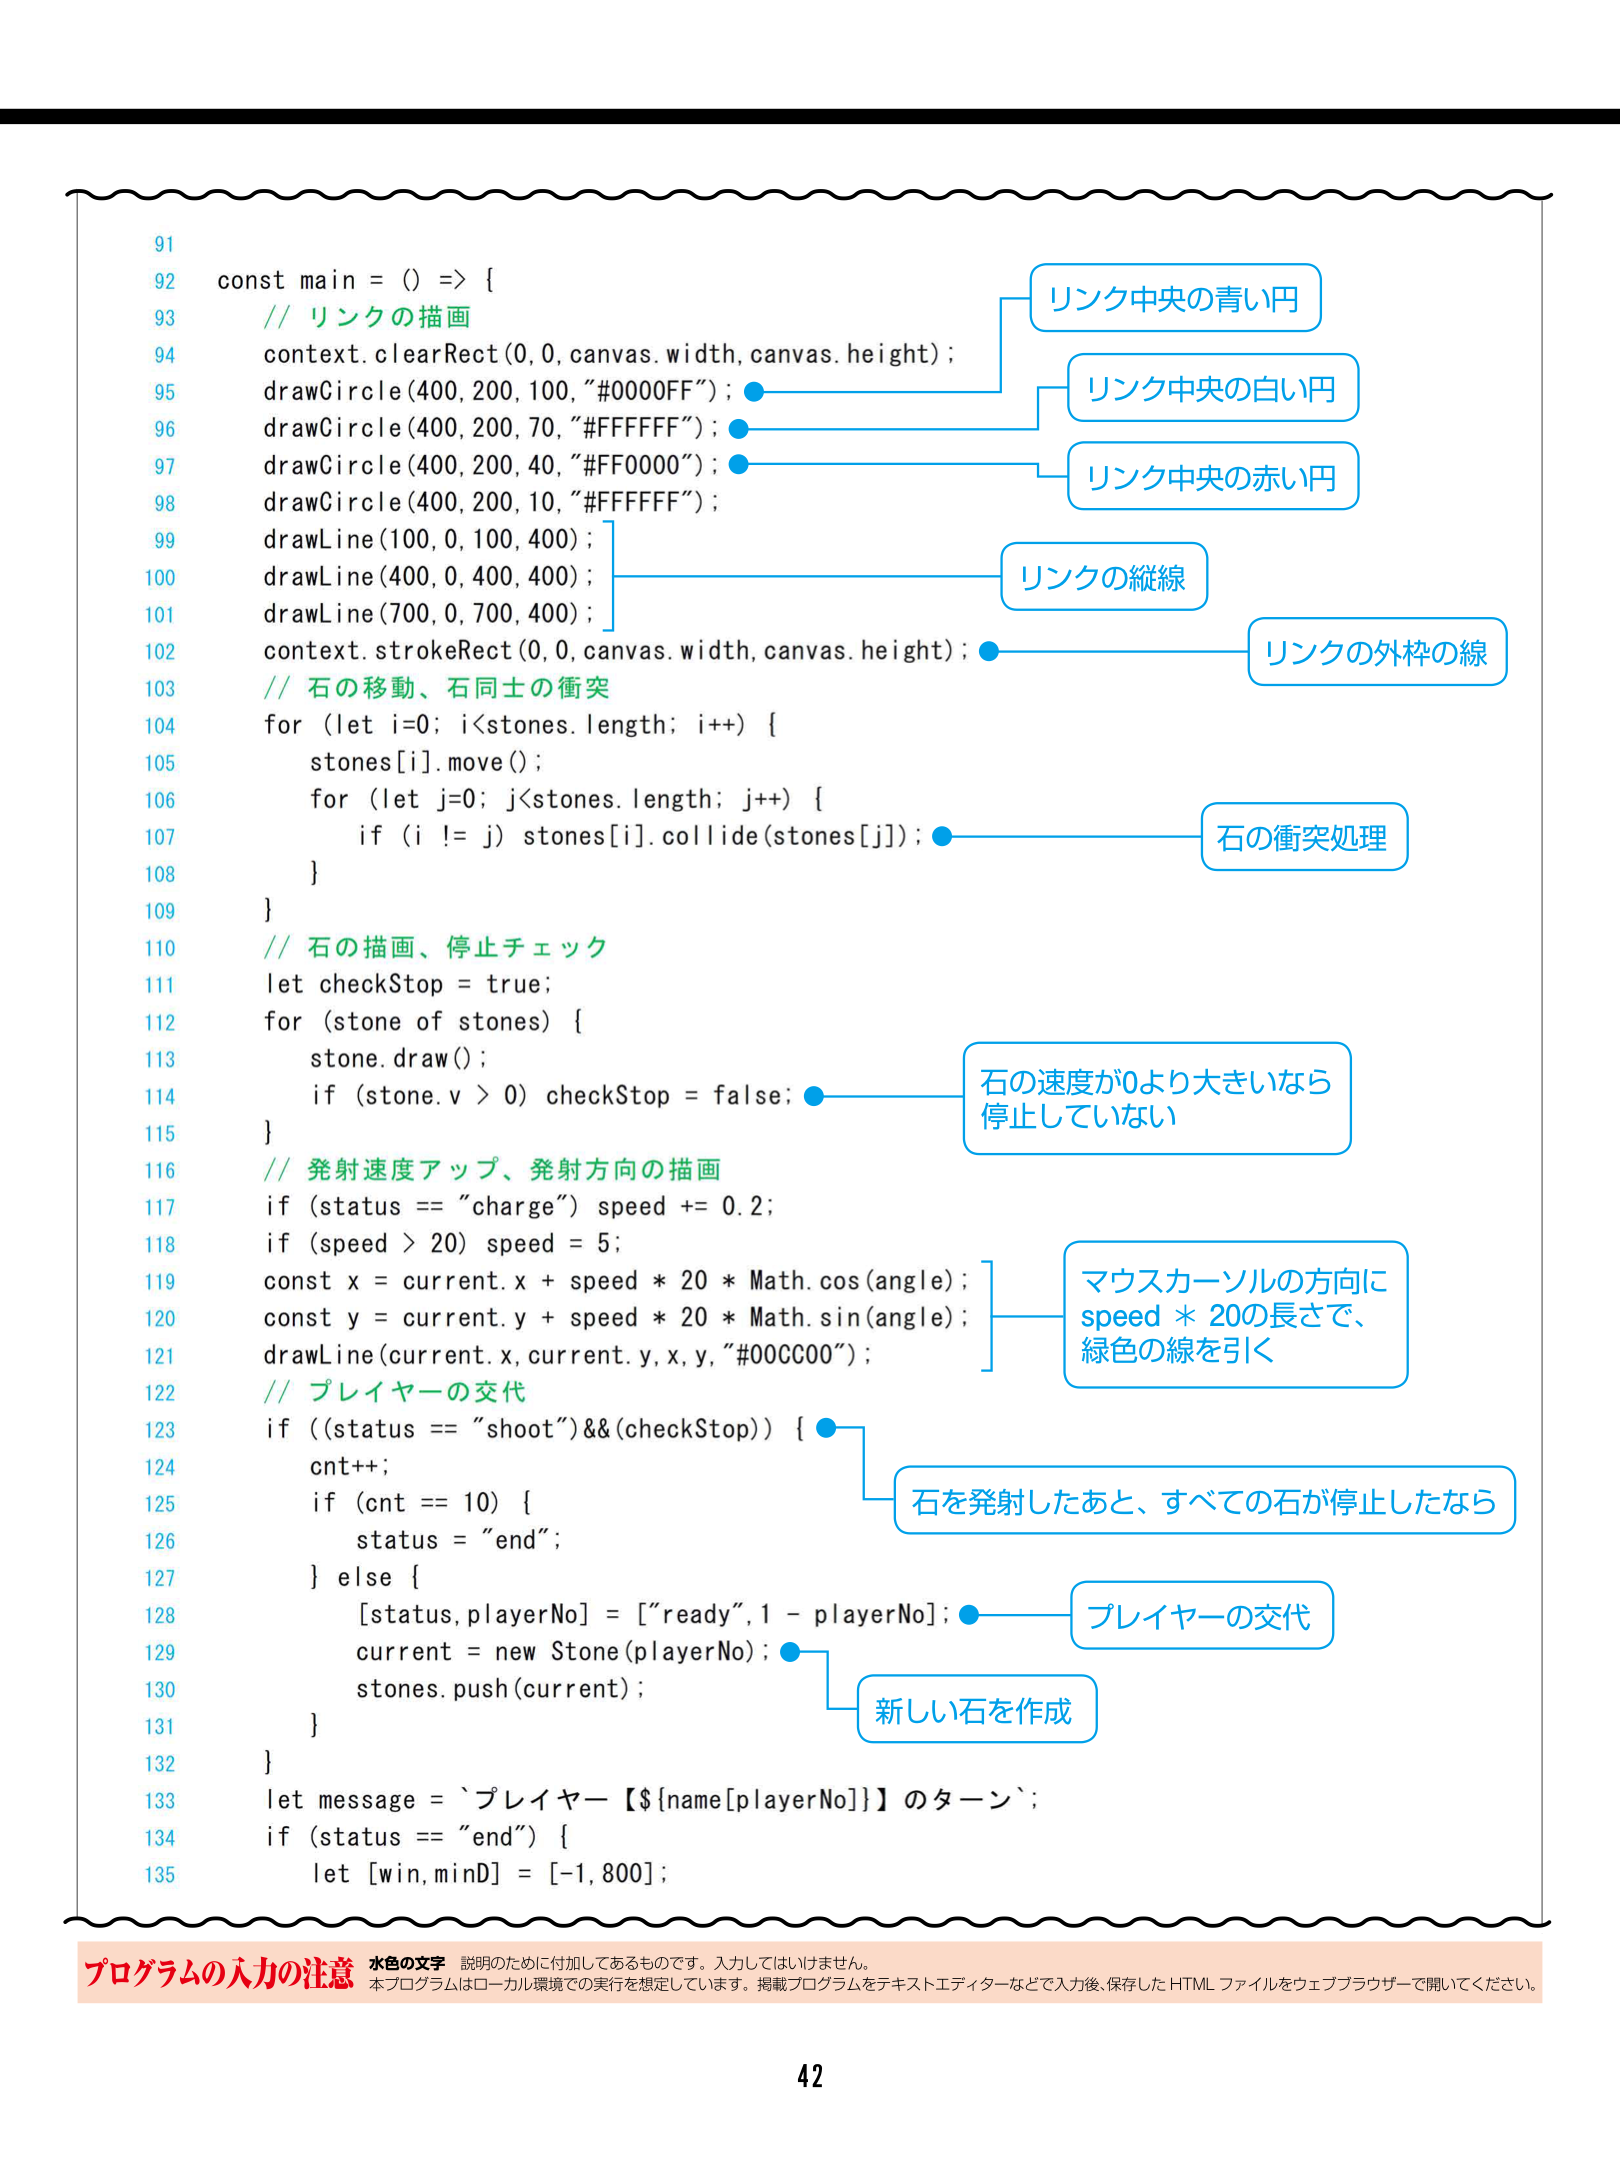 91
92 const main = () => {
リンク中央の青い円
93 // リンクの描画
94 context.clearRect(0,0,canvas.width,canvas.height);
95 drawCircle(400,200,100,"#0000FF");
リンク中央の白い円
96 drawCircle(400,200,70,"#FFFFFF");
97 drawCircle(400,200,40,"#FF0000");
リンク中央の赤い円
98 drawCircle(400,200,10,"#FFFFFF");
99 drawLine(100,0,100,400);
100 drawLine(400,0,400,400);
リンクの縦線
101 drawLine(700,0,700,400);
102 context.strokeRect(0,0,canvas.width,canvas.height);
リンクの外枠の線
103 // 石の移動、石同士の衝突
104 for (let i=0; i<stones.length; i++) {
105 stones[i].move();
106 for (let j=0; j<stones.length; j++) {
107 if (i != j) stones[i].collide(stones[j]);
石の衝突処理
108 }
109 }
110 // 石の描画、停止チェック
111 let checkStop = true;
112 for (stone of stones) {
113 stone.draw();
114 if (stone.v > 0) checkStop = false;
石の速度が0より大きいなら
停止していない
115 }
116 // 発射速度アップ、発射方向の描画
117 if (status == "charge") speed += 0.2;
118 if (speed > 20) speed = 5;
119 const x = current.x + speed * 20 * Math.cos(angle);
120 const y = current.y + speed * 20 * Math.sin(angle);
121 drawLine(current.x,current.y,x,y,"#00CC00");
マウスカーソルの方向に
speed ＊ 20の長さで、
緑色の線を引く
122 // プレイヤーの交代
123 if ((status == "shoot")&&(checkStop)) {
石を発射したあと、すべての石が停止したなら
124 cnt++;
125 if (cnt == 10) {
126 status = "end";
127 } else {
128 [status,playerNo] = ["ready",1 - playerNo];
プレイヤーの交代
129 current = new Stone(playerNo);
新しい石を作成
130 stones.push(current);
131 }
132 }
133 let message = `プレイヤー【${name[playerNo]}】のターン`;
134 if (status == "end") {
135 let [win,minD] = [-1,800];
プログラムの入力の注意
水色の文字 説明のために付加してあるものです。入力してはいけません。
本プログラムはローカル環境での実行を想定しています。掲載プログラムをテキストエディターなどで入力後、保存した HTML ファイルをウェブブラウザーで開いてください。
42